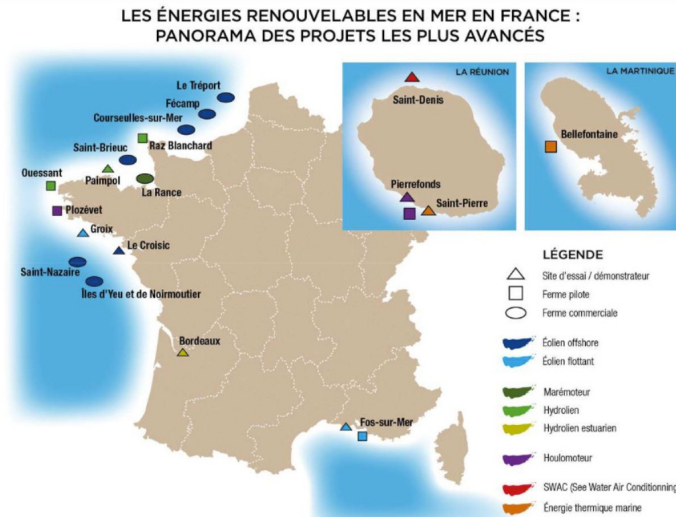 LES ÉNERGIES RENOUVELABLES EN MER EN FRANCE :
PANORAMA DES PROJETS LES PLUS AVANCÉS
Le Tréport
Fécamp
Courseulles-sur-Mer
Raz Blanchard
Saint-Brieuc
Ouessant
Paimpol
La Rance
Plozévet
Groix
Le Croisic
Saint-Nazaire
Îles d'Yeu et de Noirmoutier
Bordeaux
Fos-sur-Mer
LA RÉUNION
Saint-Denis
Pierrefonds
Saint-Pierre
LA MARTINIQUE
Bellefontaine
LÉGENDE
Site d'essai / démonstrateur
Ferme pilote
Ferme commerciale
Éolien offshore
Éolien flottant
Marémoteur
Hydrolien
Hydrolien estuarien
Houlomoteur
SWAC (See Water Air Conditionning
Énergie thermique marine